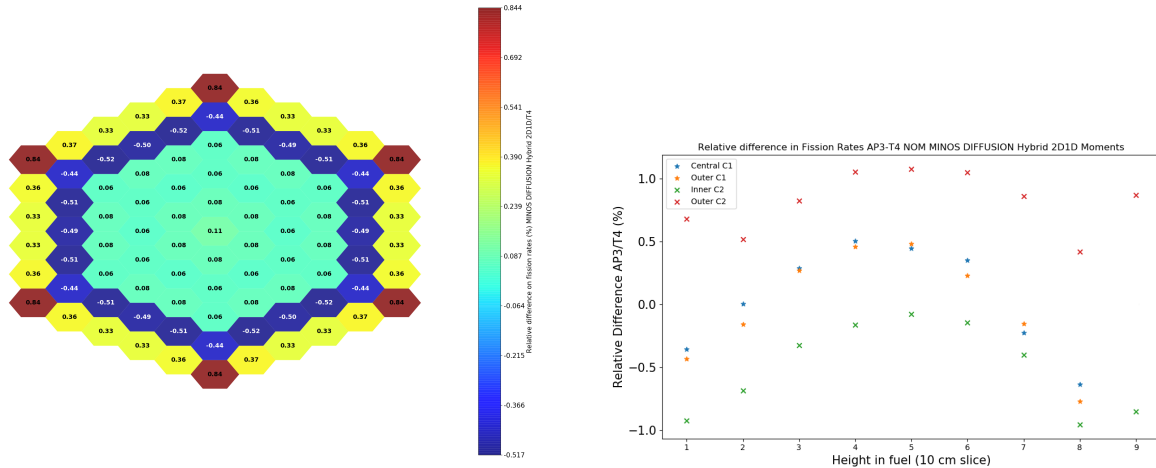 0.84
0.37 0.36
0.33 -0.44 0.33
0.33 -0.52 -0.51 0.33
0.37 -0.50 0.06 -0.49 0.36
0.84 -0.52 0.08 0.08 -0.51 0.84
-0.44 0.08 0.06 0.08 -0.44
0.36 0.06 0.06 0.06 0.06 0.36
-0.51 0.06 0.08 0.06 -0.51
0.33 0.08 0.08 0.08 0.08 0.33
-0.49 0.06 0.11 0.06 -0.49
0.33 0.08 0.08 0.08 0.08 0.33
-0.51 0.06 0.08 0.06 -0.51
0.36 0.06 0.06 0.06 0.06 0.36
-0.44 0.08 0.06 0.08 -0.44
0.84 -0.51 0.08 0.08 -0.52 0.84
0.36 -0.49 0.06 -0.50 0.37
0.33 -0.51 -0.52 0.33
0.33 -0.44 0.33
0.36 0.37
0.84
0.844
0.692
0.541
0.390
0.239
0.087
-0.064
-0.215
-0.366
-0.517
Relative difference on fission rates (%) MINOS DIFFUSION Hybrid 2D1D/T4
Relative difference in Fission Rates AP3-T4 NOM MINOS DIFFUSION Hybrid 2D1D Moments
Central C1
Outer C1
Inner C2
Outer C2
1.0
0.5
0.0
−0.5
−1.0
Relative Difference AP3/T4 (%)
1 2 3 4 5 6 7 8 9
Height in fuel (10 cm slice)